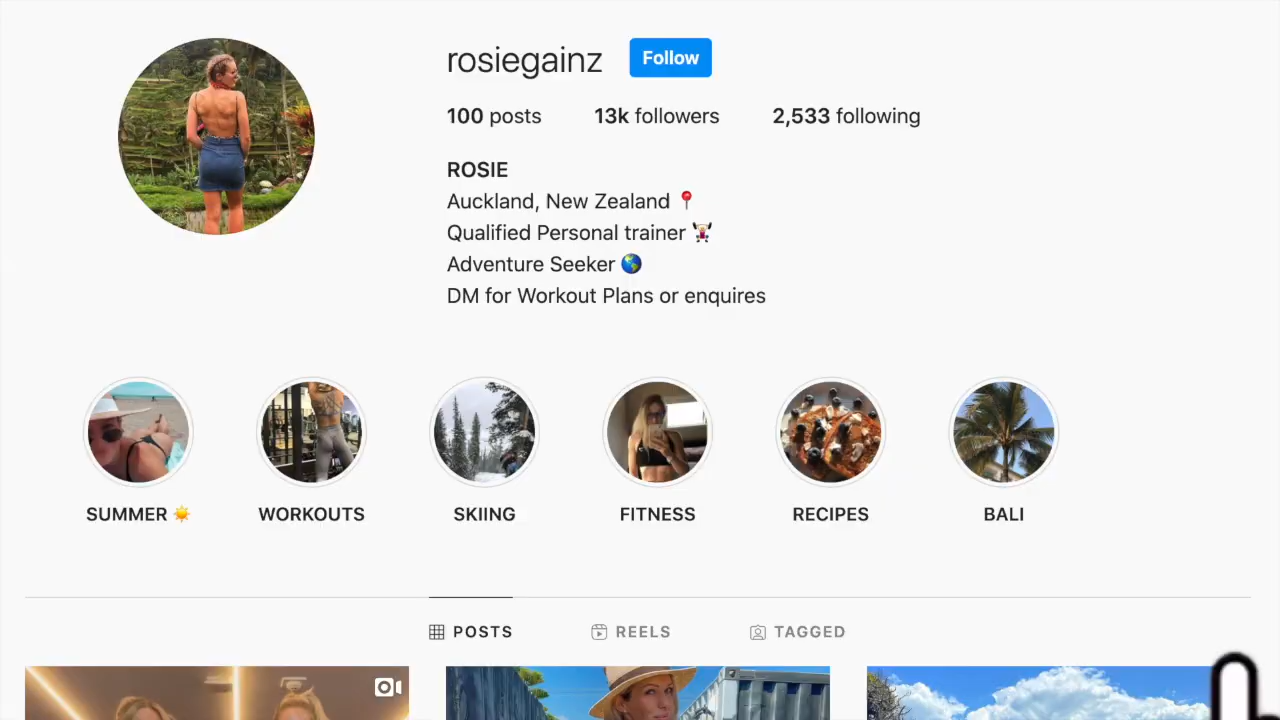 rosiegainz Follow
100 posts 13k followers 2,533 following
ROSIE
Auckland, New Zealand 📍
Qualified Personal trainer 🏋️‍♀️
Adventure Seeker 🌎
DM for Workout Plans or enquires
SUMMER ☀️ WORKOUTS SKIING FITNESS RECIPES BALI
POSTS REELS TAGGED